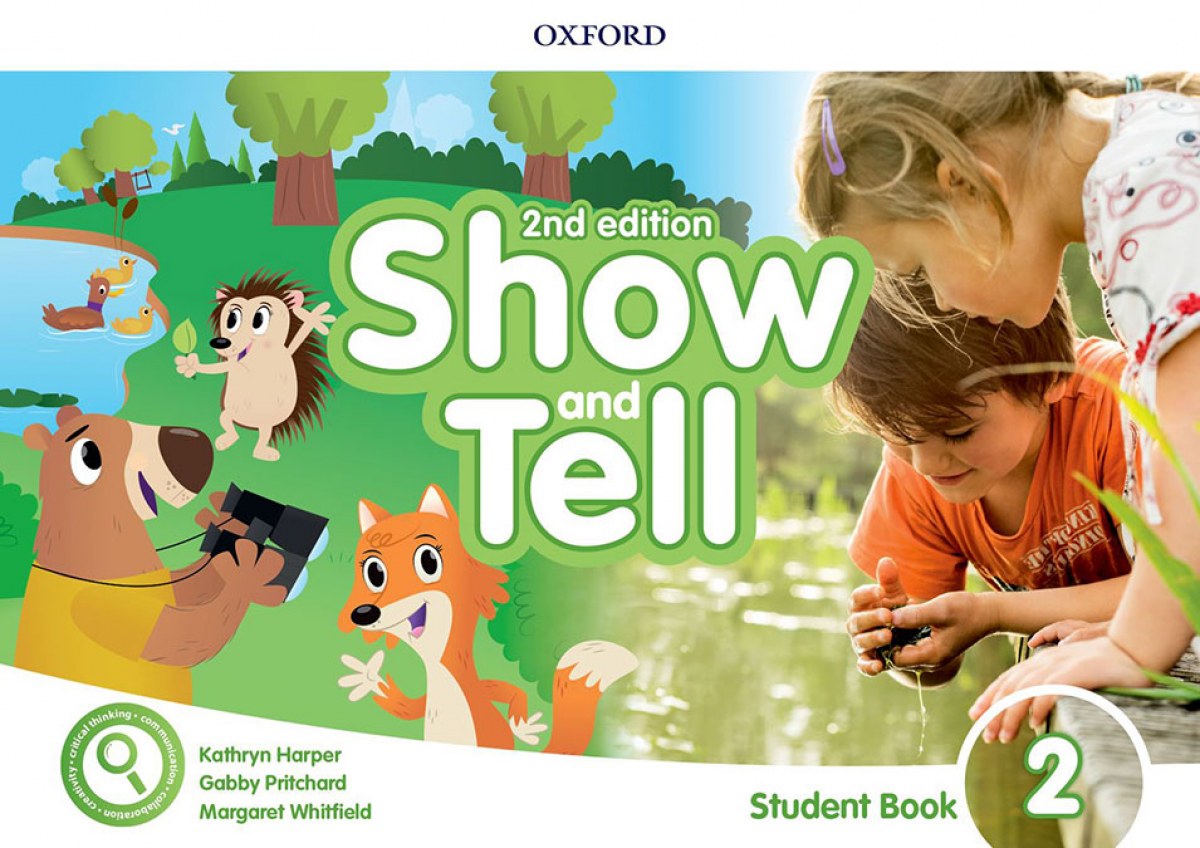 OXFORD
2nd edition
Show
and
Tell
creativity • critical thinking • communication • collaboration •
Kathryn Harper
Gabby Pritchard
Margaret Whitfield
Student Book
2